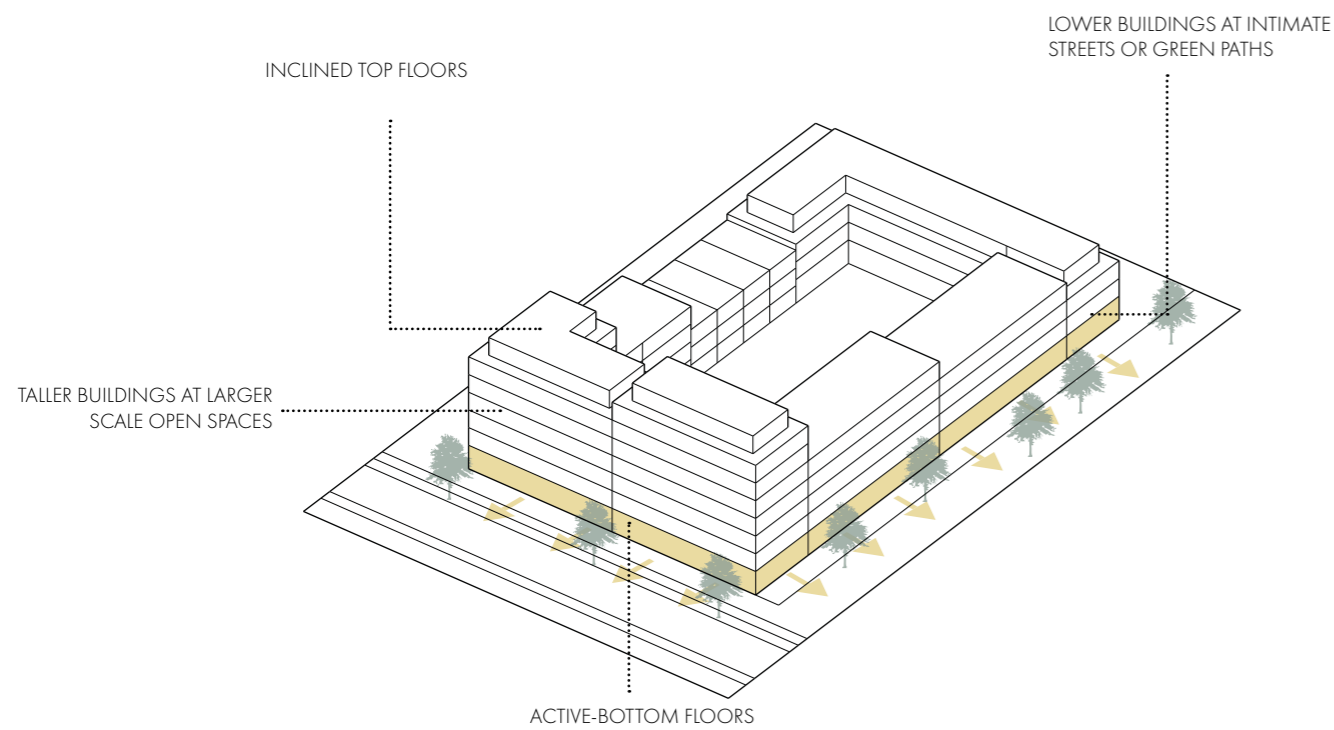 LOWER BUILDINGS AT INTIMATE
STREETS OR GREEN PATHS
INCLINED TOP FLOORS
TALLER BUILDINGS AT LARGER
SCALE OPEN SPACES
ACTIVE-BOTTOM FLOORS